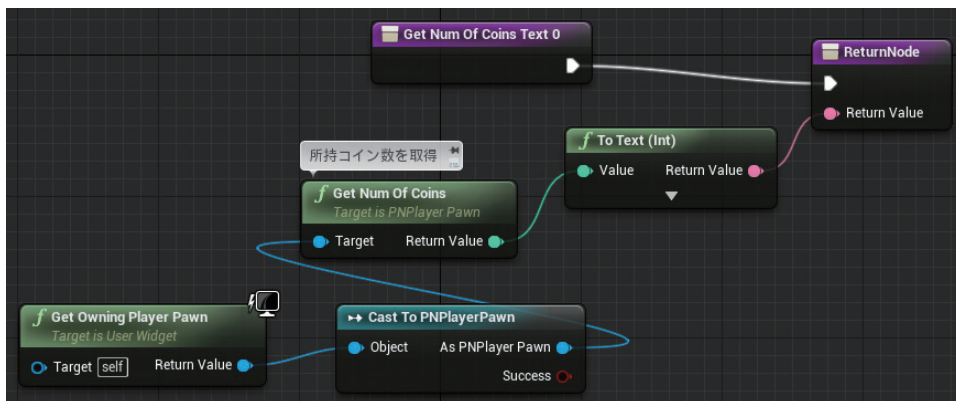 Get Num Of Coins Text 0
ReturnNode
Return Value
To Text (Int)
Value Return Value
所持コイン数を取得
Get Num Of Coins
Target is PNPlayer Pawn
Target Return Value
Get Owning Player Pawn
Target is User Widget
Target self Return Value
Cast To PNPlayerPawn
Object As PNPlayer Pawn
Success